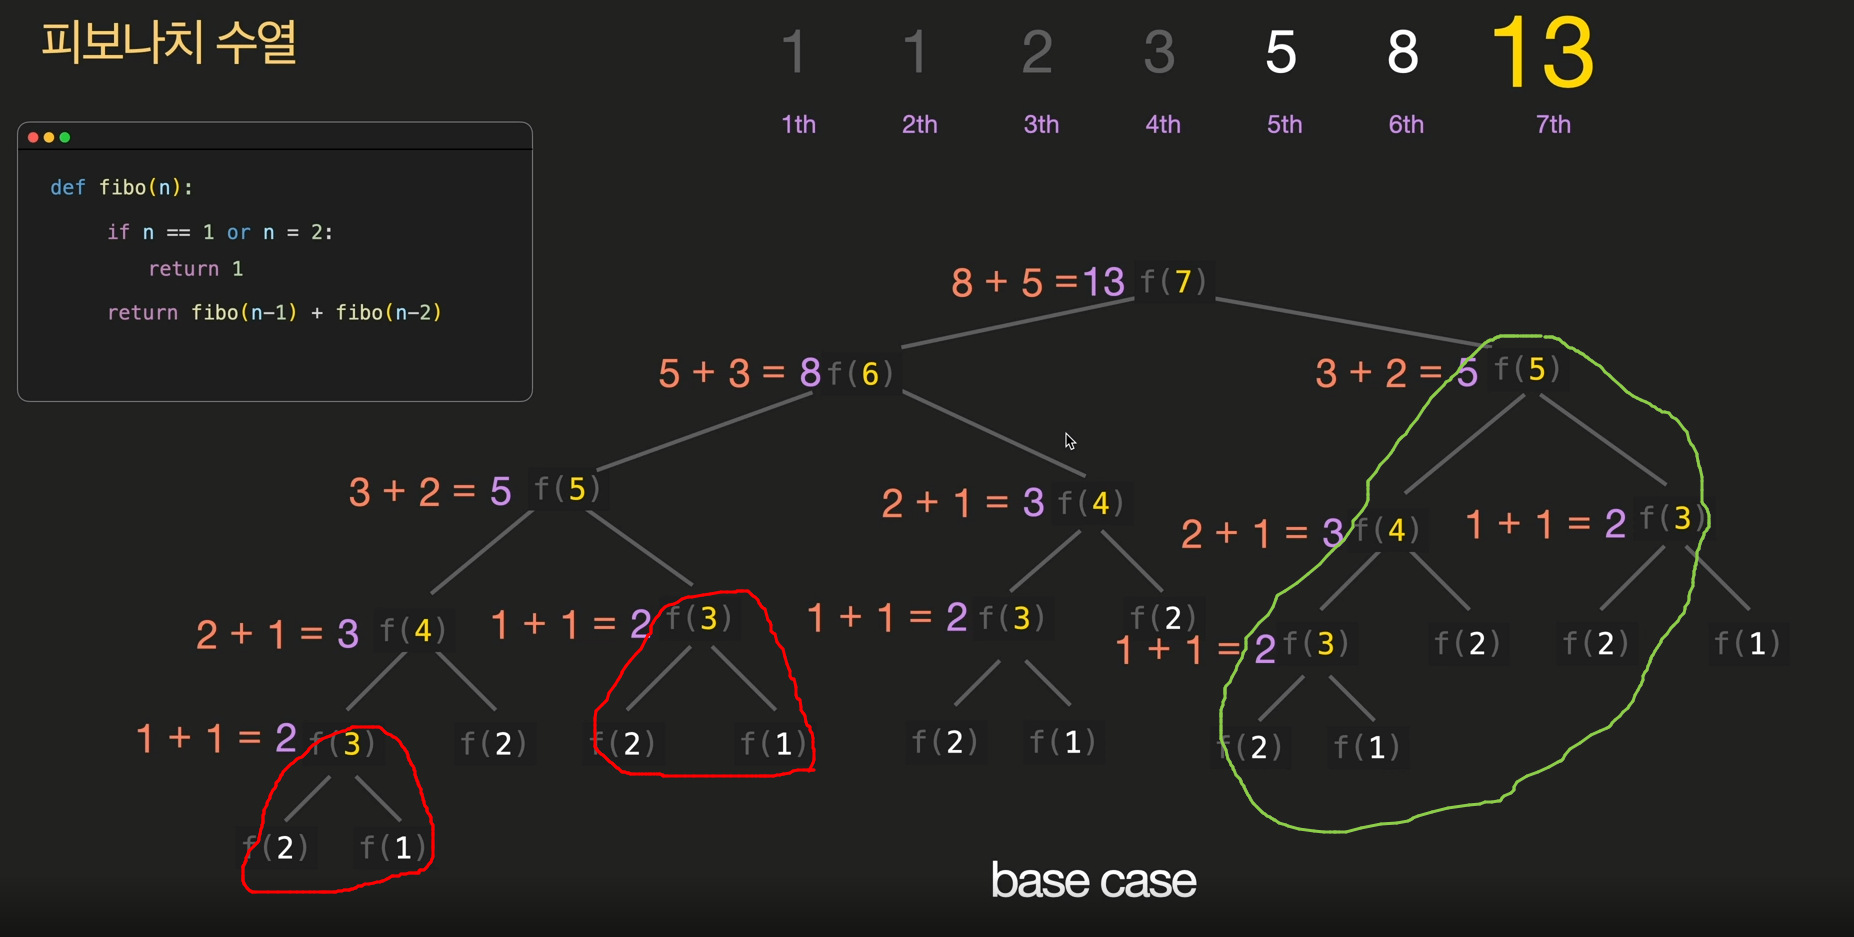 피보나치 수열
1 1 2 3 5 8 13
1th 2th 3th 4th 5th 6th 7th
def fibo(n):
if n == 1 or n = 2:
return 1
return fibo(n-1) + fibo(n-2)
8 + 5 =13 f(7)
5 + 3 = 8 f(6)
3 + 2 = 5 f(5)
3 + 2 = 5 f(5)
2 + 1 = 3 f(4)
2 + 1 = 3 f(4)
1 + 1 = 2 f(3)
2 + 1 = 3 f(4)
1 + 1 = 2 f(3)
1 + 1 = 2 f(3)
f(2)
1 + 1 = 2 f(3)
f(2)
f(2)
f(1)
1 + 1 = 2 f(3)
f(2)
f(2)
f(1)
f(2)
f(1)
f(2)
f(1)
f(2)
f(1)
base case